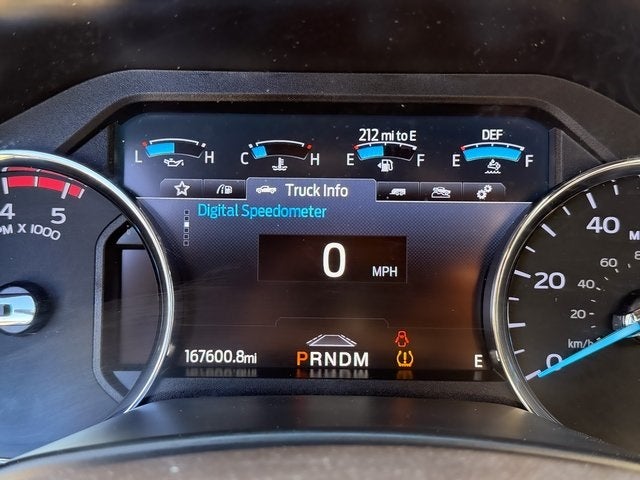 212 mi to E DEF
L H C H E F E F
Truck Info
Digital Speedometer
0 MPH
167600.8mi PRNDM E
4 5
PM X 1000
40 M
60 8
20 40
20
km/h
0